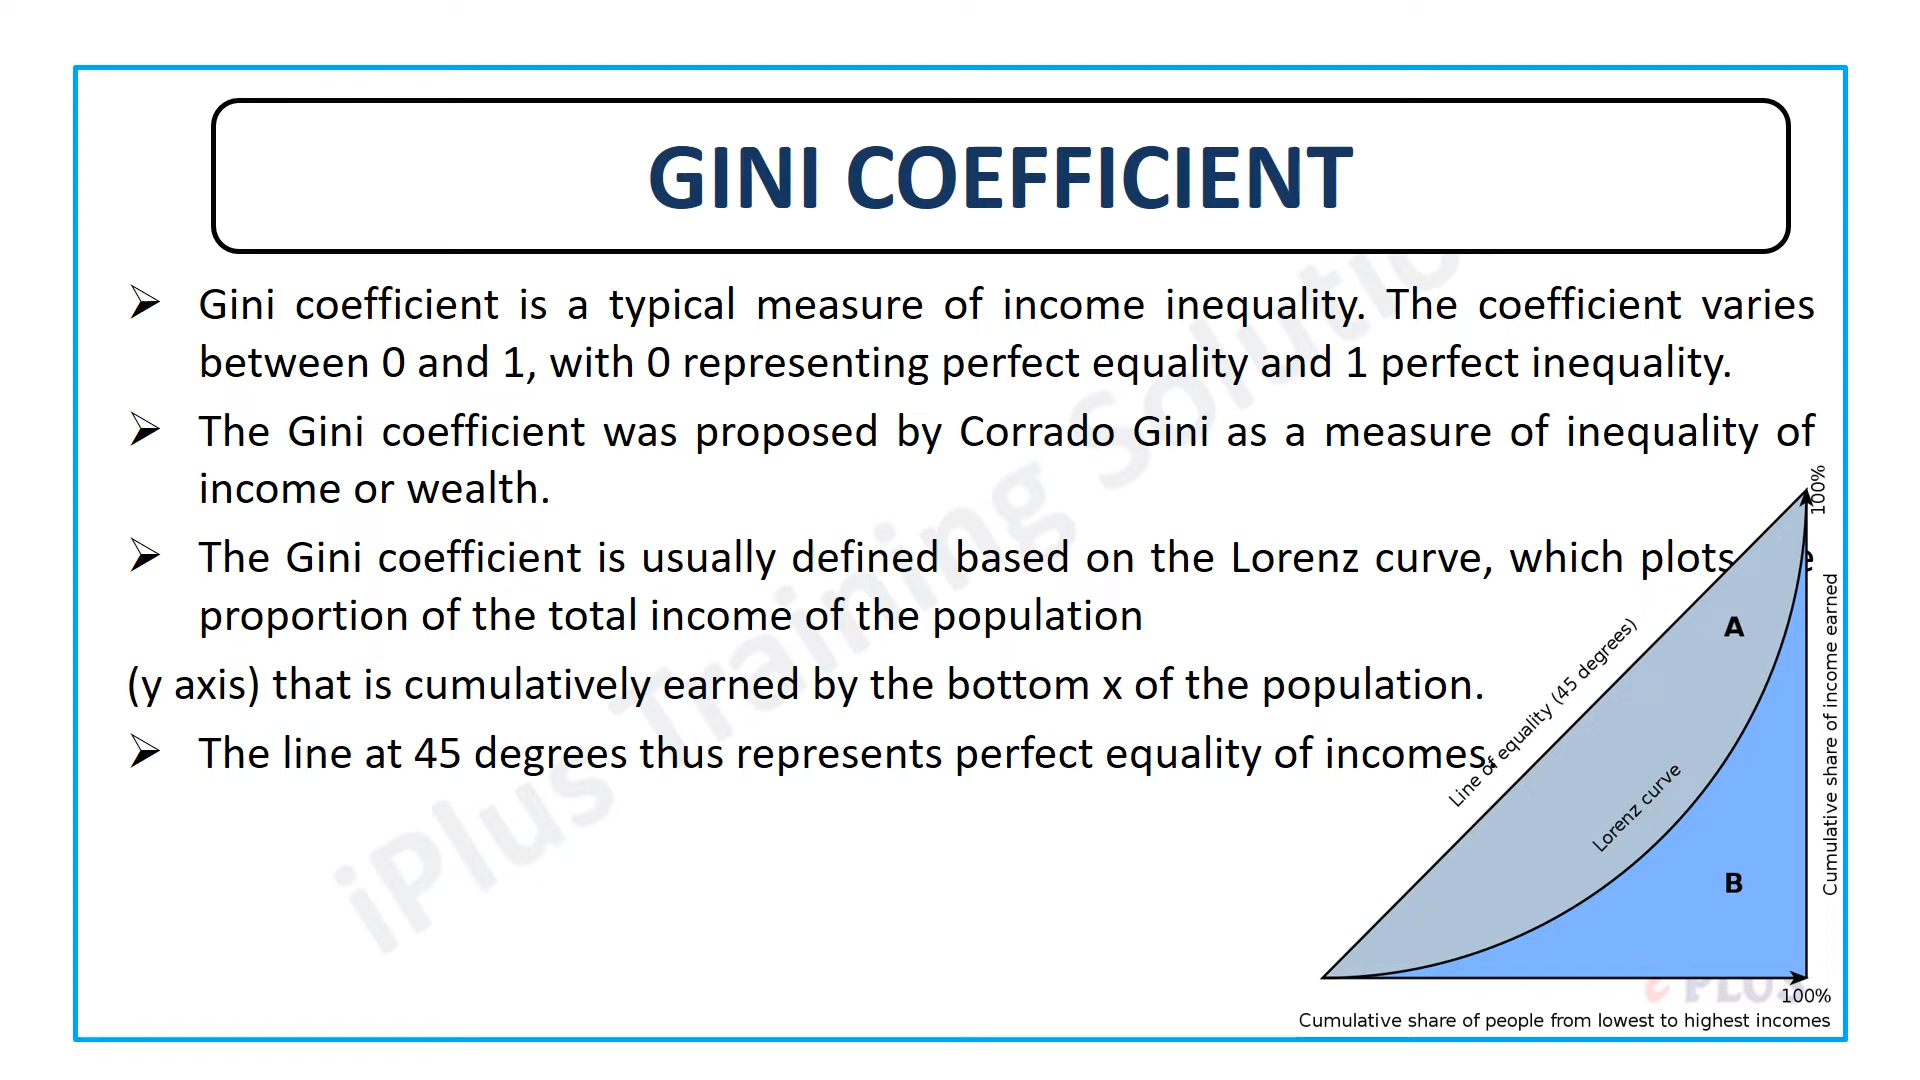 GINI COEFFICIENT
➢ Gini coefficient is a typical measure of income inequality. The coefficient varies
between 0 and 1, with 0 representing perfect equality and 1 perfect inequality.
➢ The Gini coefficient was proposed by Corrado Gini as a measure of inequality of
income or wealth.
➢ The Gini coefficient is usually defined based on the Lorenz curve, which plots
proportion of the total income of the population
(y axis) that is cumulatively earned by the bottom x of the population.
➢ The line at 45 degrees thus represents perfect equality of incomes.
100%
Cumulative share of income earned
A
Line of equality (45 degrees)
Lorenz curve
B
100%
Cumulative share of people from lowest to highest incomes
iPlus Training
PLUS